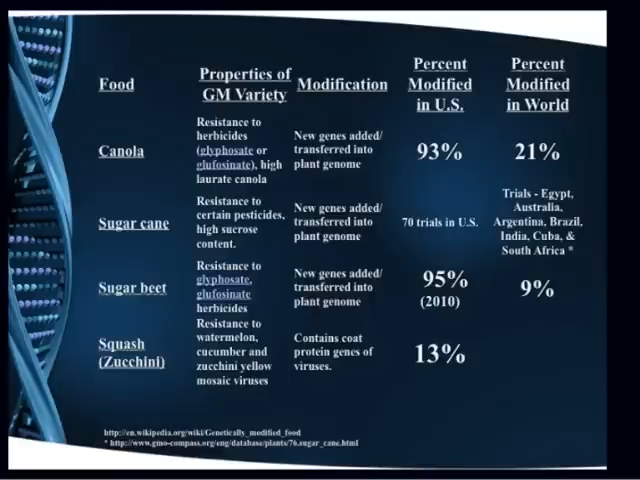 Food
Properties of
GM Variety
Modification
Percent
Modified
in U.S.
Percent
Modified
in World
Canola
Resistance to
herbicides
(glyphosate or
glufosinate), high
laurate canola
New genes added/
transferred into
plant genome
93%
21%
Sugar cane
Resistance to
certain pesticides,
high sucrose
content.
New genes added/
transferred into
plant genome
70 trials in U.S.
Trials - Egypt,
Australia,
Argentina, Brazil,
India, Cuba, &
South Africa *
Sugar beet
Resistance to
glyphosate,
glufosinate
herbicides
New genes added/
transferred into
plant genome
95%
(2010)
9%
Squash
(Zucchini)
Resistance to
watermelon,
cucumber and
zucchini yellow
mosaic viruses
Contains coat
protein genes of
viruses.
13%
http://en.wikipedia.org/wiki/Genetically_modified_food
* http://www.gmo-compass.org/eng/database/plants/76.sugar_cane.html